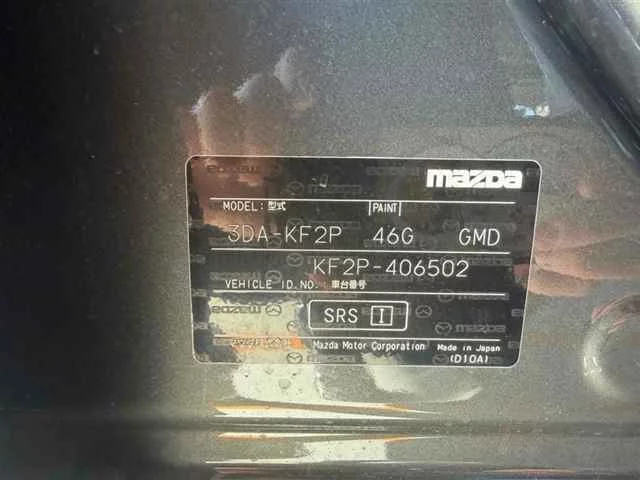 mazda
MODEL: 型式 PAINT
3DA-KF2P 46G GMD
KF2P-406502
VEHICLE ID.NO. 車台番号
SRS I
Mazda Motor Corporation Made in Japan
(D10A)